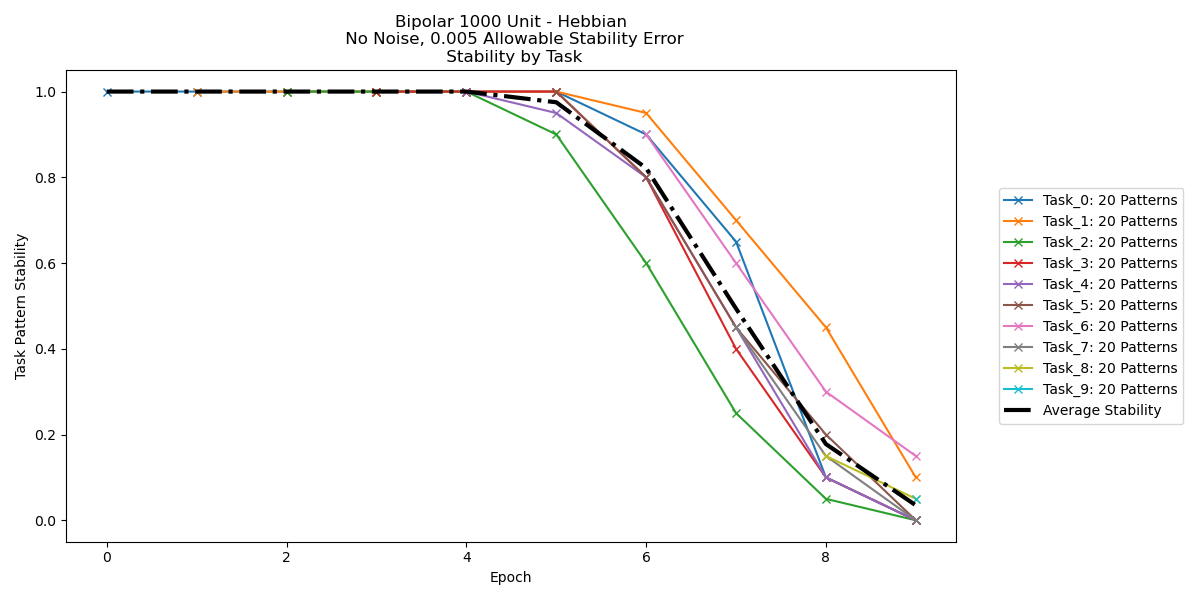 Bipolar 1000 Unit - Hebbian
No Noise, 0.005 Allowable Stability Error
Stability by Task
Task Pattern Stability
1.0
0.8
0.6
0.4
0.2
0.0
0 2 4 6 8
Epoch
Task_0: 20 Patterns
Task_1: 20 Patterns
Task_2: 20 Patterns
Task_3: 20 Patterns
Task_4: 20 Patterns
Task_5: 20 Patterns
Task_6: 20 Patterns
Task_7: 20 Patterns
Task_8: 20 Patterns
Task_9: 20 Patterns
Average Stability